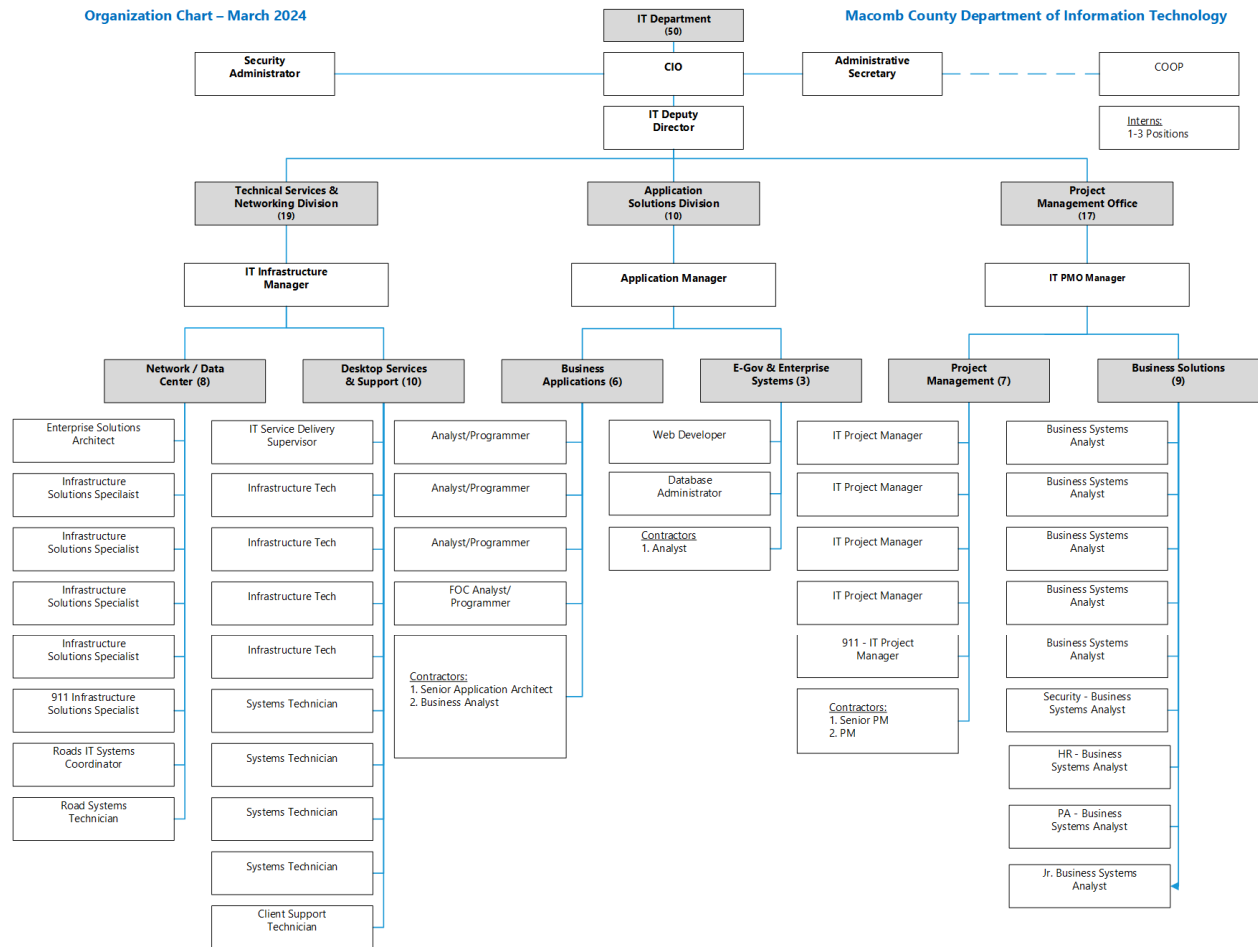 Organization Chart – March 2024
Macomb County Department of Information Technology
IT Department
(50)
Security
Administrator
CIO
Administrative
Secretary
COOP
IT Deputy
Director
Interns:
1-3 Positions
Technical Services &
Networking Division
(19)
Application
Solutions Division
(10)
Project
Management Office
(17)
IT Infrastructure
Manager
Application Manager
IT PMO Manager
Network / Data
Center (8)
Desktop Services
& Support (10)
Business
Applications (6)
E-Gov & Enterprise
Systems (3)
Project
Management (7)
Business Solutions
(9)
Enterprise Solutions
Architect
Infrastructure
Solutions Specilaist
Infrastructure
Solutions Specialist
Infrastructure
Solutions Specialist
Infrastructure
Solutions Specialist
911 Infrastructure
Solutions Specialist
Roads IT Systems
Coordinator
Road Systems
Technician
IT Service Delivery
Supervisor
Infrastructure Tech
Infrastructure Tech
Infrastructure Tech
Infrastructure Tech
Systems Technician
Systems Technician
Systems Technician
Systems Technician
Client Support
Technician
Analyst/Programmer
Analyst/Programmer
Analyst/Programmer
FOC Analyst/
Programmer
Contractors:
1. Senior Application Architect
2. Business Analyst
Web Developer
Database
Administrator
Contractors
1. Analyst
IT Project Manager
IT Project Manager
IT Project Manager
IT Project Manager
911 - IT Project
Manager
Contractors:
1. Senior PM
2. PM
Business Systems
Analyst
Business Systems
Analyst
Business Systems
Analyst
Business Systems
Analyst
Business Systems
Analyst
Security - Business
Systems Analyst
HR - Business
Systems Analyst
PA - Business
Systems Analyst
Jr. Business Systems
Analyst